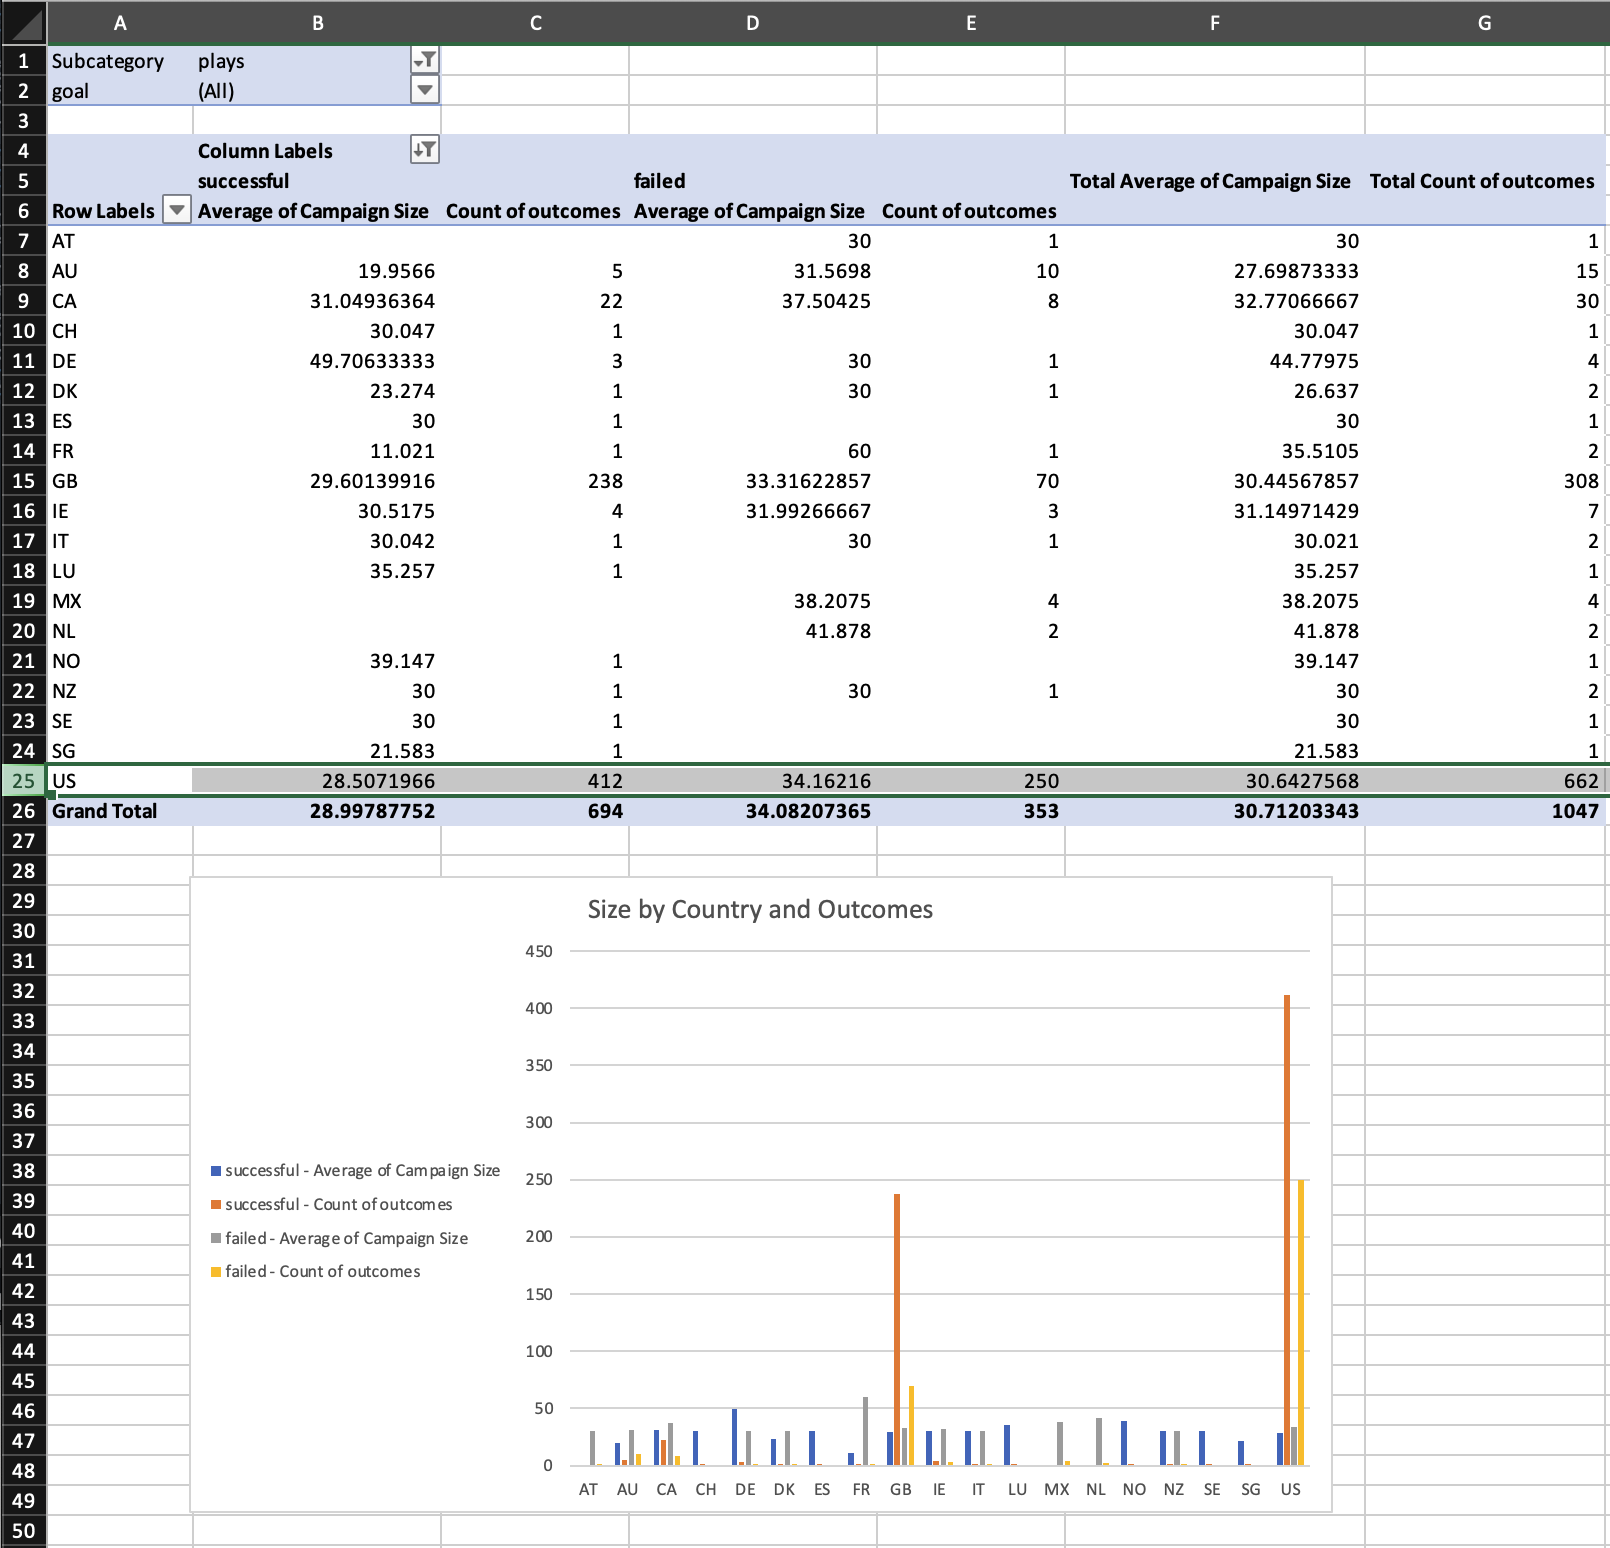 A B C D E F G
1 Subcategory plays
2 goal (All)
3
4 Column Labels
5 successful failed Total Average of Campaign Size Total Count of outcomes
6 Row Labels Average of Campaign Size Count of outcomes Average of Campaign Size Count of outcomes
7 AT 30 1 30 1
8 AU 19.9566 5 31.5698 10 27.69873333 15
9 CA 31.04936364 22 37.50425 8 32.77066667 30
10 CH 30.047 1 30.047 1
11 DE 49.70633333 3 30 1 44.77975 4
12 DK 23.274 1 30 1 26.637 2
13 ES 30 1 30 1
14 FR 11.021 1 60 1 35.5105 2
15 GB 29.60139916 238 33.31622857 70 30.44567857 308
16 IE 30.5175 4 31.99266667 3 31.14971429 7
17 IT 30.042 1 30 1 30.021 2
18 LU 35.257 1 35.257 1
19 MX 38.2075 4 38.2075 4
20 NL 41.878 2 41.878 2
21 NO 39.147 1 39.147 1
22 NZ 30 1 30 1 30 2
23 SE 30 1 30 1
24 SG 21.583 1 21.583 1
25 US 28.5071966 412 34.16216 250 30.6427568 662
26 Grand Total 28.99787752 694 34.08207365 353 30.71203343 1047
27
28
29
30
31
32
33
34
35
36
37
38
39
40
41
42
43
44
45
46
47
48
49
50
Size by Country and Outcomes
450
400
350
300
250
200
150
100
50
0
successful - Average of Campaign Size
successful - Count of outcomes
failed - Average of Campaign Size
failed - Count of outcomes
AT AU CA CH DE DK ES FR GB IE IT LU MX NL NO NZ SE SG US